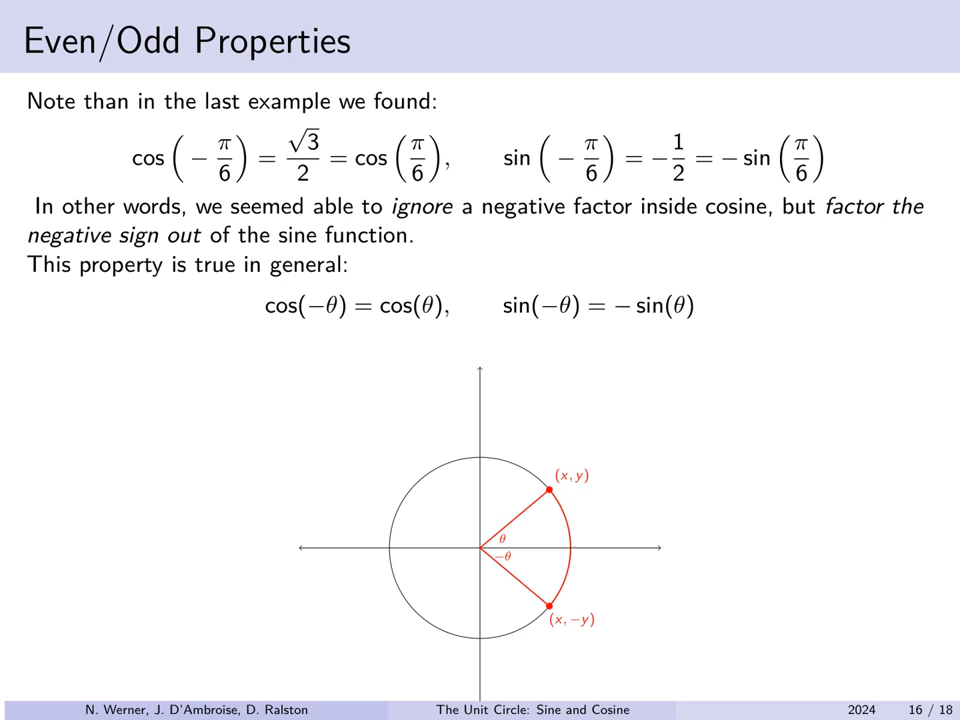 Even/Odd Properties
Note than in the last example we found:
cos(−π/6) = √3/2 = cos(π/6),    sin(−π/6) = −1/2 = − sin(π/6)
In other words, we seemed able to ignore a negative factor inside cosine, but factor the
negative sign out of the sine function.
This property is true in general:
cos(−θ) = cos(θ),    sin(−θ) = − sin(θ)
(x, y)
θ
−θ
(x, −y)
N. Werner, J. D'Ambroise, D. Ralston    The Unit Circle: Sine and Cosine    2024    16 / 18